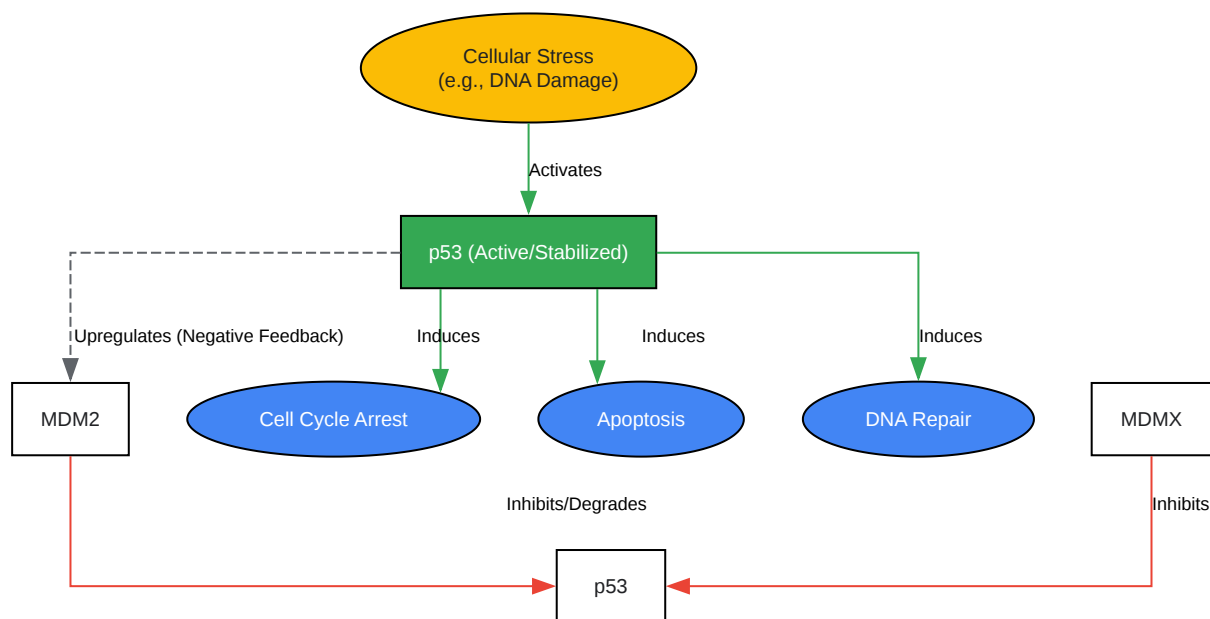 Cellular Stress
(e.g., DNA Damage)
Activates
p53 (Active/Stabilized)
Upregulates (Negative Feedback)
Induces
Induces
Induces
MDM2
Cell Cycle Arrest
Apoptosis
DNA Repair
MDMX
Inhibits/Degrades
Inhibits
p53